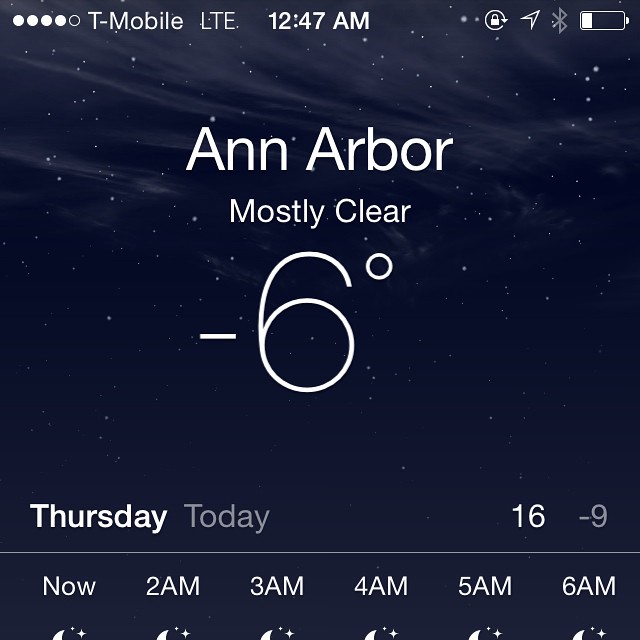 T-Mobile LTE 12:47 AM
Ann Arbor
Mostly Clear
-6°
Thursday Today 16 -9
Now 2AM 3AM 4AM 5AM 6AM